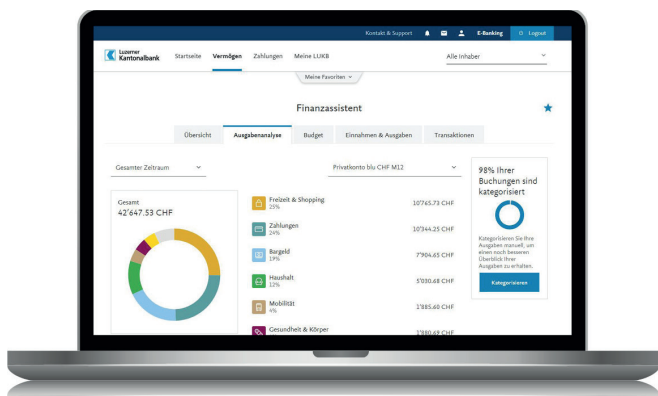 Kontakt & Support E-Banking Logout
Luzerner
Kantonalbank
Startseite Vermögen Zahlungen Meine LUKB Alle Inhaber
Meine Favoriten
Finanzassistent
Übersicht Ausgabenanalyse Budget Einnahmen & Ausgaben Transaktionen
Gesamter Zeitraum Privatkonto blu CHF M12
98% Ihrer
Buchungen sind
kategorisiert
Kategorisieren Sie Ihre
Ausgaben manuell, um
einen noch besseren
Überblick Ihrer
Ausgaben zu erhalten.
Kategorisieren
Gesamt
42'647.53 CHF
Freizeit & Shopping
25%
10'765.73 CHF
Zahlungen
24%
10'344.25 CHF
Bargeld
19%
7'904.65 CHF
Haushalt
12%
5'030.68 CHF
Mobilität
4%
1'885.60 CHF
Gesundheit & Körper
1'880.69 CHF